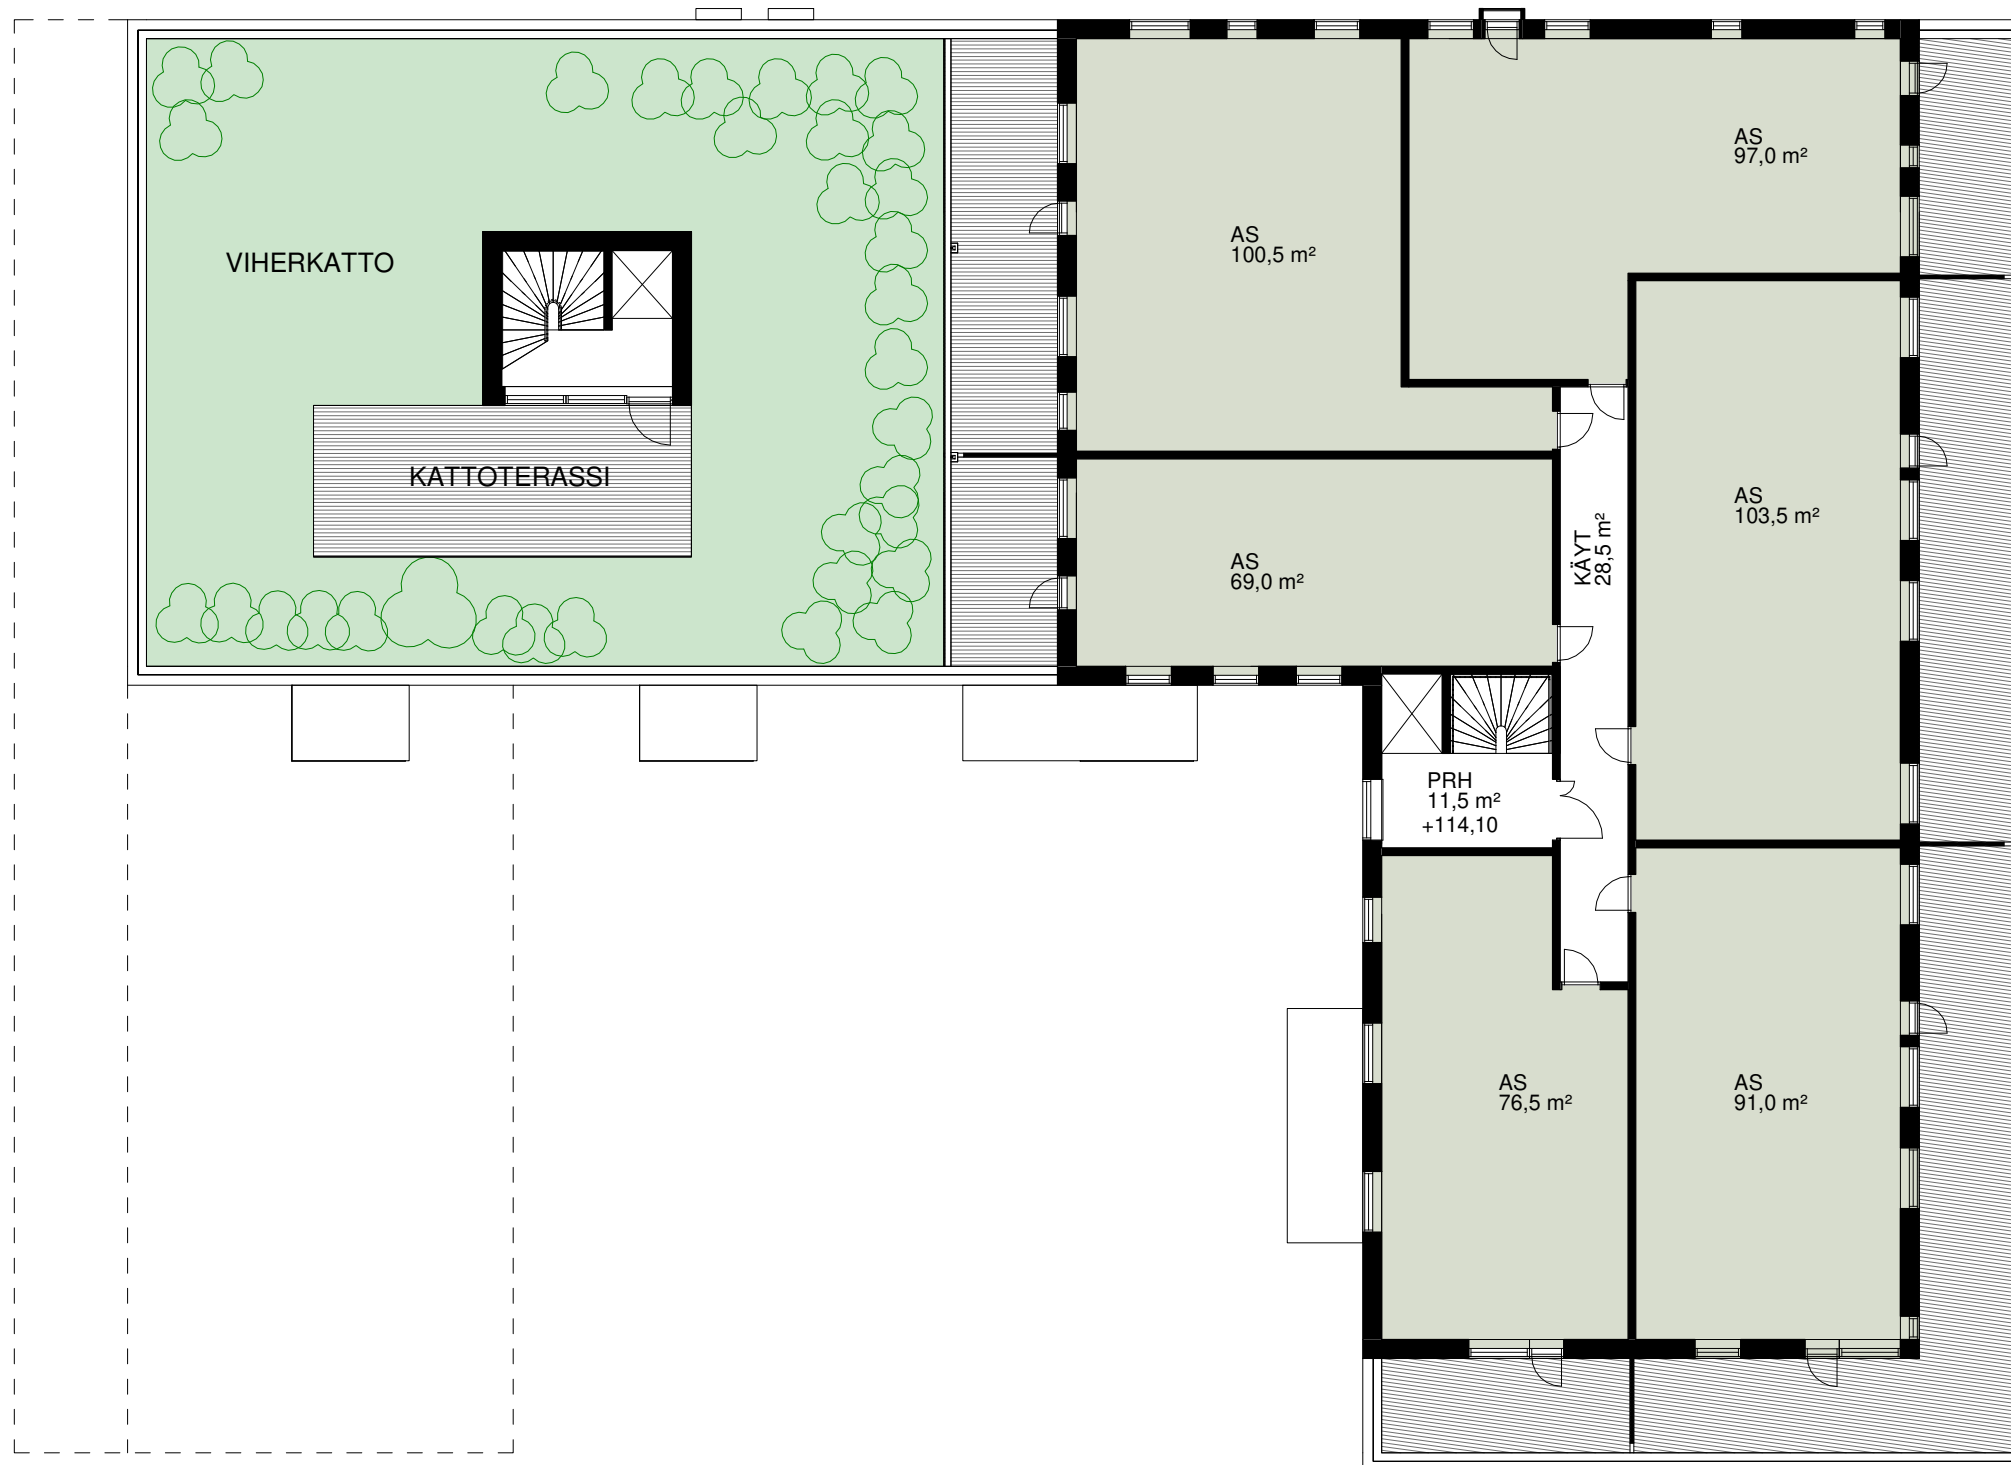 AS
97,0 m²
AS
100,5 m²
VIHERKATTO
KATTOTERASSI
AS
103,5 m²
KÄYT
28,5 m²
AS
69,0 m²
PRH
11,5 m²
+114,10
AS
76,5 m²
AS
91,0 m²